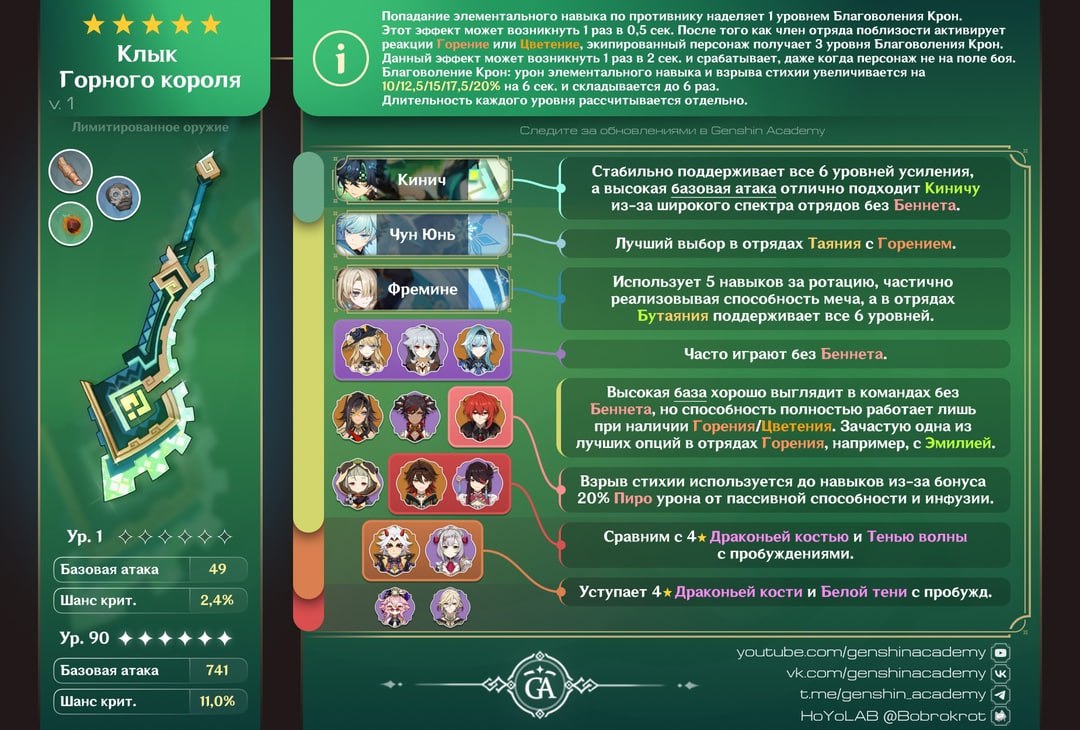 Клык
Горного короля
v. 1
Лимитированное оружие
Попадание элементального навыка по противнику наделяет 1 уровнем Благоволения Крон.
Этот эффект может возникнуть 1 раз в 0,5 сек. После того как член отряда поблизости активирует
реакции Горение или Цветение, экипированный персонаж получает 3 уровня Благоволения Крон.
Данный эффект может возникнуть 1 раз в 2 сек. и срабатывает, даже когда персонаж не на поле боя.
Благоволение Крон: урон элементального навыка и взрыва стихии увеличивается на
10/12,5/15/17,5/20% на 6 сек. и складывается до 6 раз.
Длительность каждого уровня рассчитывается отдельно.
Следите за обновлениями в Genshin Academy
Кинич
Стабильно поддерживает все 6 уровней усиления,
а высокая базовая атака отлично подходит Киничу
из-за широкого спектра отрядов без Беннета.
Чун Юнь
Лучший выбор в отрядах Таяния с Горением.
Фремине
Использует 5 навыков за ротацию, частично
реализовывая способность меча, а в отрядах
Бутаяния поддерживает все 6 уровней.
Часто играют без Беннета.
Высокая база хорошо выглядит в командах без
Беннета, но способность полностью работает лишь
при наличии Горения/Цветения. Зачастую одна из
лучших опций в отрядах Горения, например, с Эмилией.
Взрыв стихии используется до навыков из-за бонуса
20% Пиро урона от пассивной способности и инфузии.
Сравним с 4★ Драконьей костью и Тенью волны
с пробуждениями.
Уступает 4★ Драконьей кости и Белой тени с пробужд.
Ур. 1
Базовая атака 49
Шанс крит. 2,4%
Ур. 90
Базовая атака 741
Шанс крит. 11,0%
GA
youtube.com/genshinacademy
vk.com/genshinacademy
t.me/genshin_academy
HoYoLAB @Bobrokrot